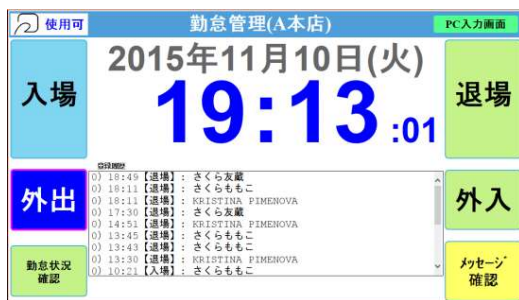 使用可
勤怠管理(A本店)
PC入力画面
入場
2015年11月10日(火)
19:13:01
退場
登録履歴
外出
0) 18:49【退場】: さくら友蔵
0) 18:11【退場】: さくらももこ
0) 18:11【退場】: KRISTINA PIMENOVA
0) 17:30【退場】: さくら友蔵
0) 14:51【退場】: KRISTINA PIMENOVA
0) 13:45【退場】: さくらももこ
0) 13:43【退場】: さくらももこ
0) 13:30【退場】: KRISTINA PIMENOVA
0) 10:21【入場】: さくらももこ
外入
勤怠状況
確認
メッセージ
確認